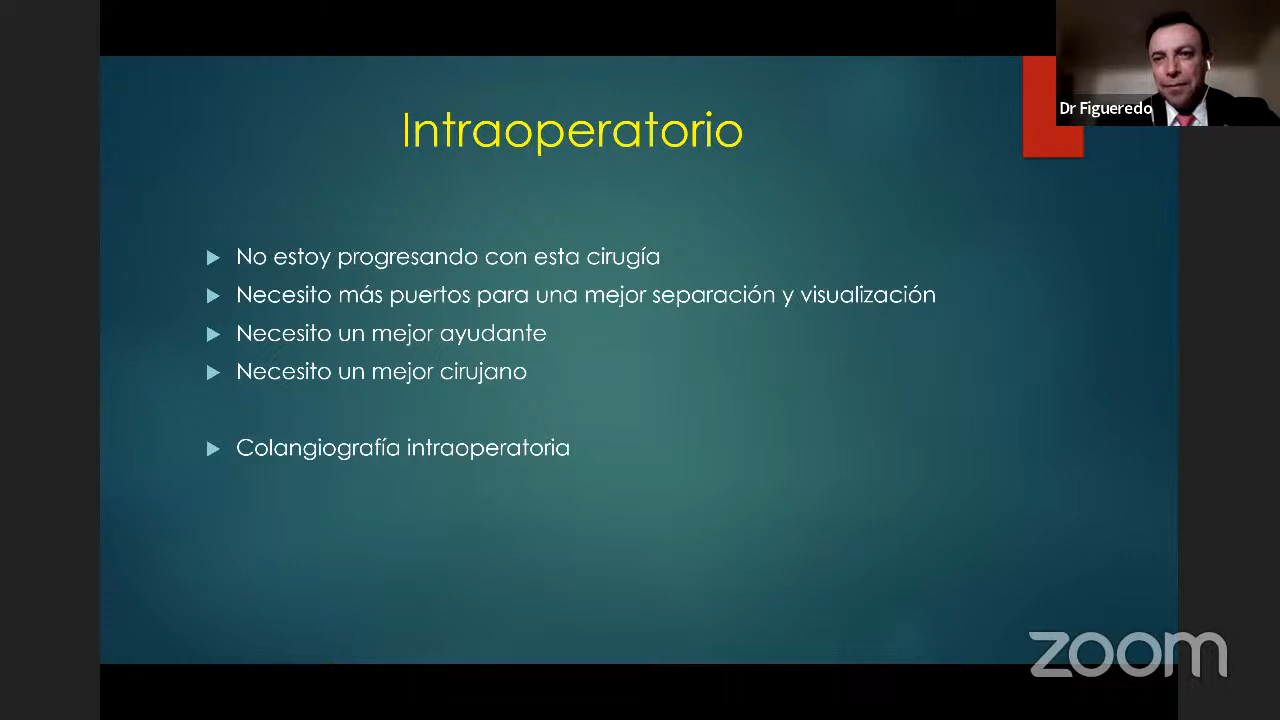 Dr Figueredo
Intraoperatorio
No estoy progresando con esta cirugía
Necesito más puertos para una mejor separación y visualización
Necesito un mejor ayudante
Necesito un mejor cirujano
Colangiografía intraoperatoria
zoom